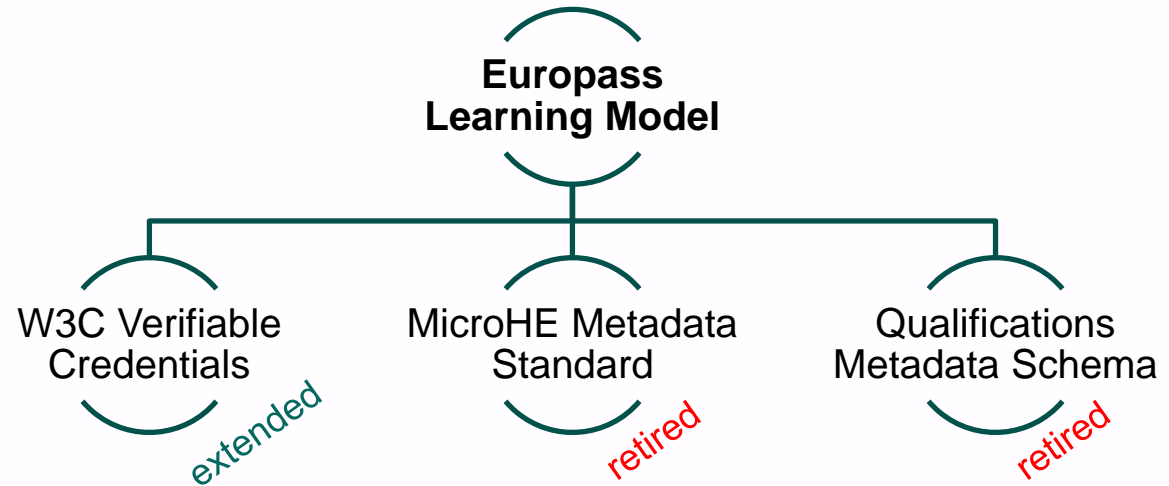 Europass
Learning Model
W3C Verifiable
Credentials
extended
MicroHE Metadata
Standard
retired
Qualifications
Metadata Schema
retired